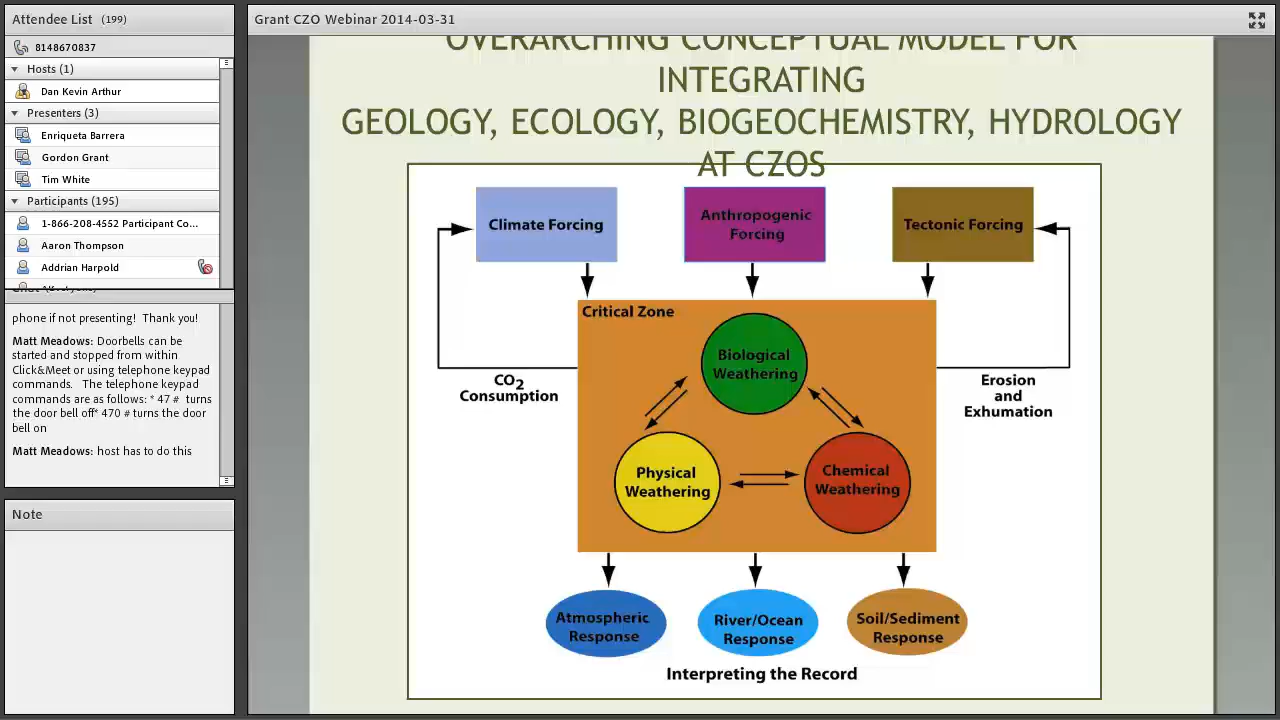 Attendee List (199)
8148670837
Hosts (1)
Dan Kevin Arthur
Presenters (3)
Enriqueta Barrera
Gordon Grant
Tim White
Participants (195)
1-866-208-4552 Participant Co...
Aaron Thompson
Addrian Harpold
phone if not presenting! Thank you!
Matt Meadows: Doorbells can be
started and stopped from within
Click&Meet or using telephone keypad
commands. The telephone keypad
commands are as follows: * 47 # turns
the door bell off* 470 # turns the door
bell on
Matt Meadows: host has to do this
Note
Grant CZO Webinar 2014-03-31
OVERARCHING CONCEPTUAL MODEL FOR
INTEGRATING
GEOLOGY, ECOLOGY, BIOGEOCHEMISTRY, HYDROLOGY
AT CZOS
Climate Forcing
Anthropogenic
Forcing
Tectonic Forcing
Critical Zone
Biological
Weathering
CO2
Consumption
Erosion
and
Exhumation
Physical
Weathering
Chemical
Weathering
Atmospheric
Response
River/Ocean
Response
Soil/Sediment
Response
Interpreting the Record